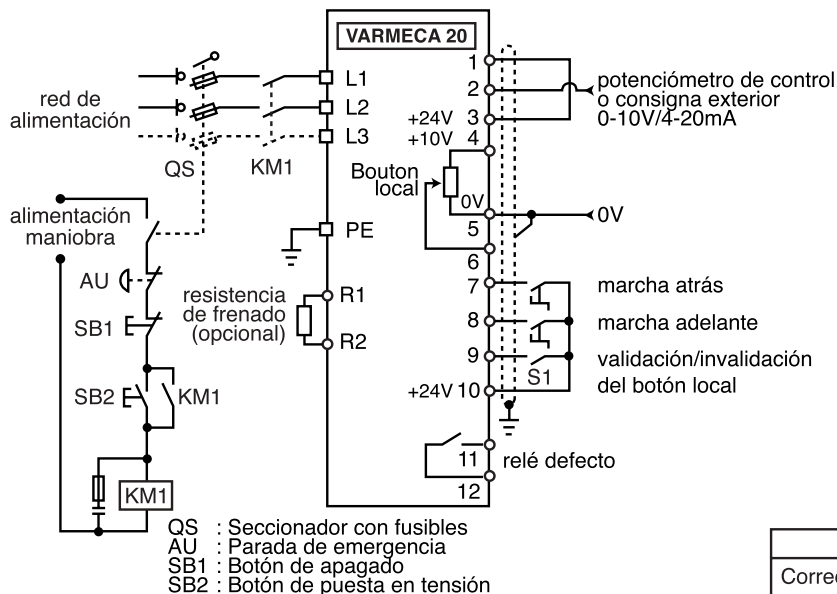 VARMECA 20
L1
L2
L3
red de
alimentación
QS
KM1
1
2
+24V 3
+10V 4
potenciómetro de control
o consigna exterior
0-10V/4-20mA
Bouton
local
0V
5
0V
6
alimentación
maniobra
PE
AU
SB1
SB2
KM1
KM1
resistencia
de frenado
(opcional)
R1
R2
7
marcha atrás
8
marcha adelante
9
S1
validación/invalidación
del botón local
+24V 10
11
relé defecto
12
QS : Seccionador con fusibles
AU : Parada de emergencia
SB1 : Botón de apagado
SB2 : Botón de puesta en tensión